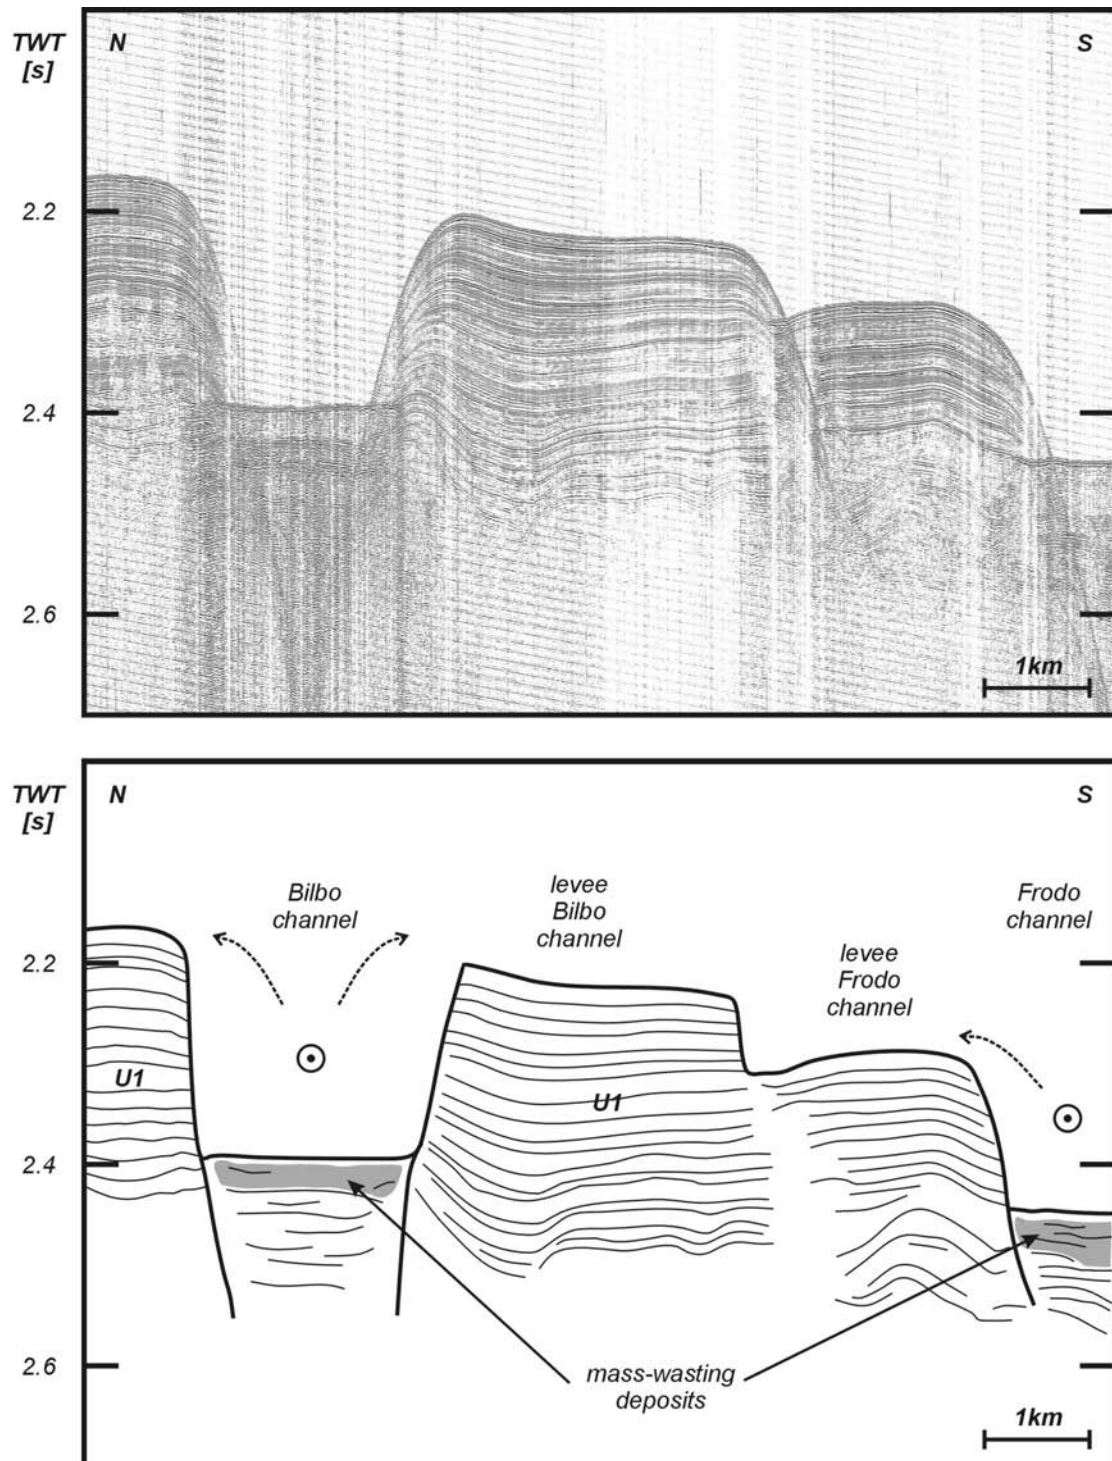 TWT
[s]
N
S
2.2
2.4
2.6
1km
TWT
[s]
N
S
Bilbo
channel
levee
Bilbo
channel
Frodo
channel
levee
Frodo
channel
2.2
U1
U1
2.4
2.6
mass-wasting
deposits
1km